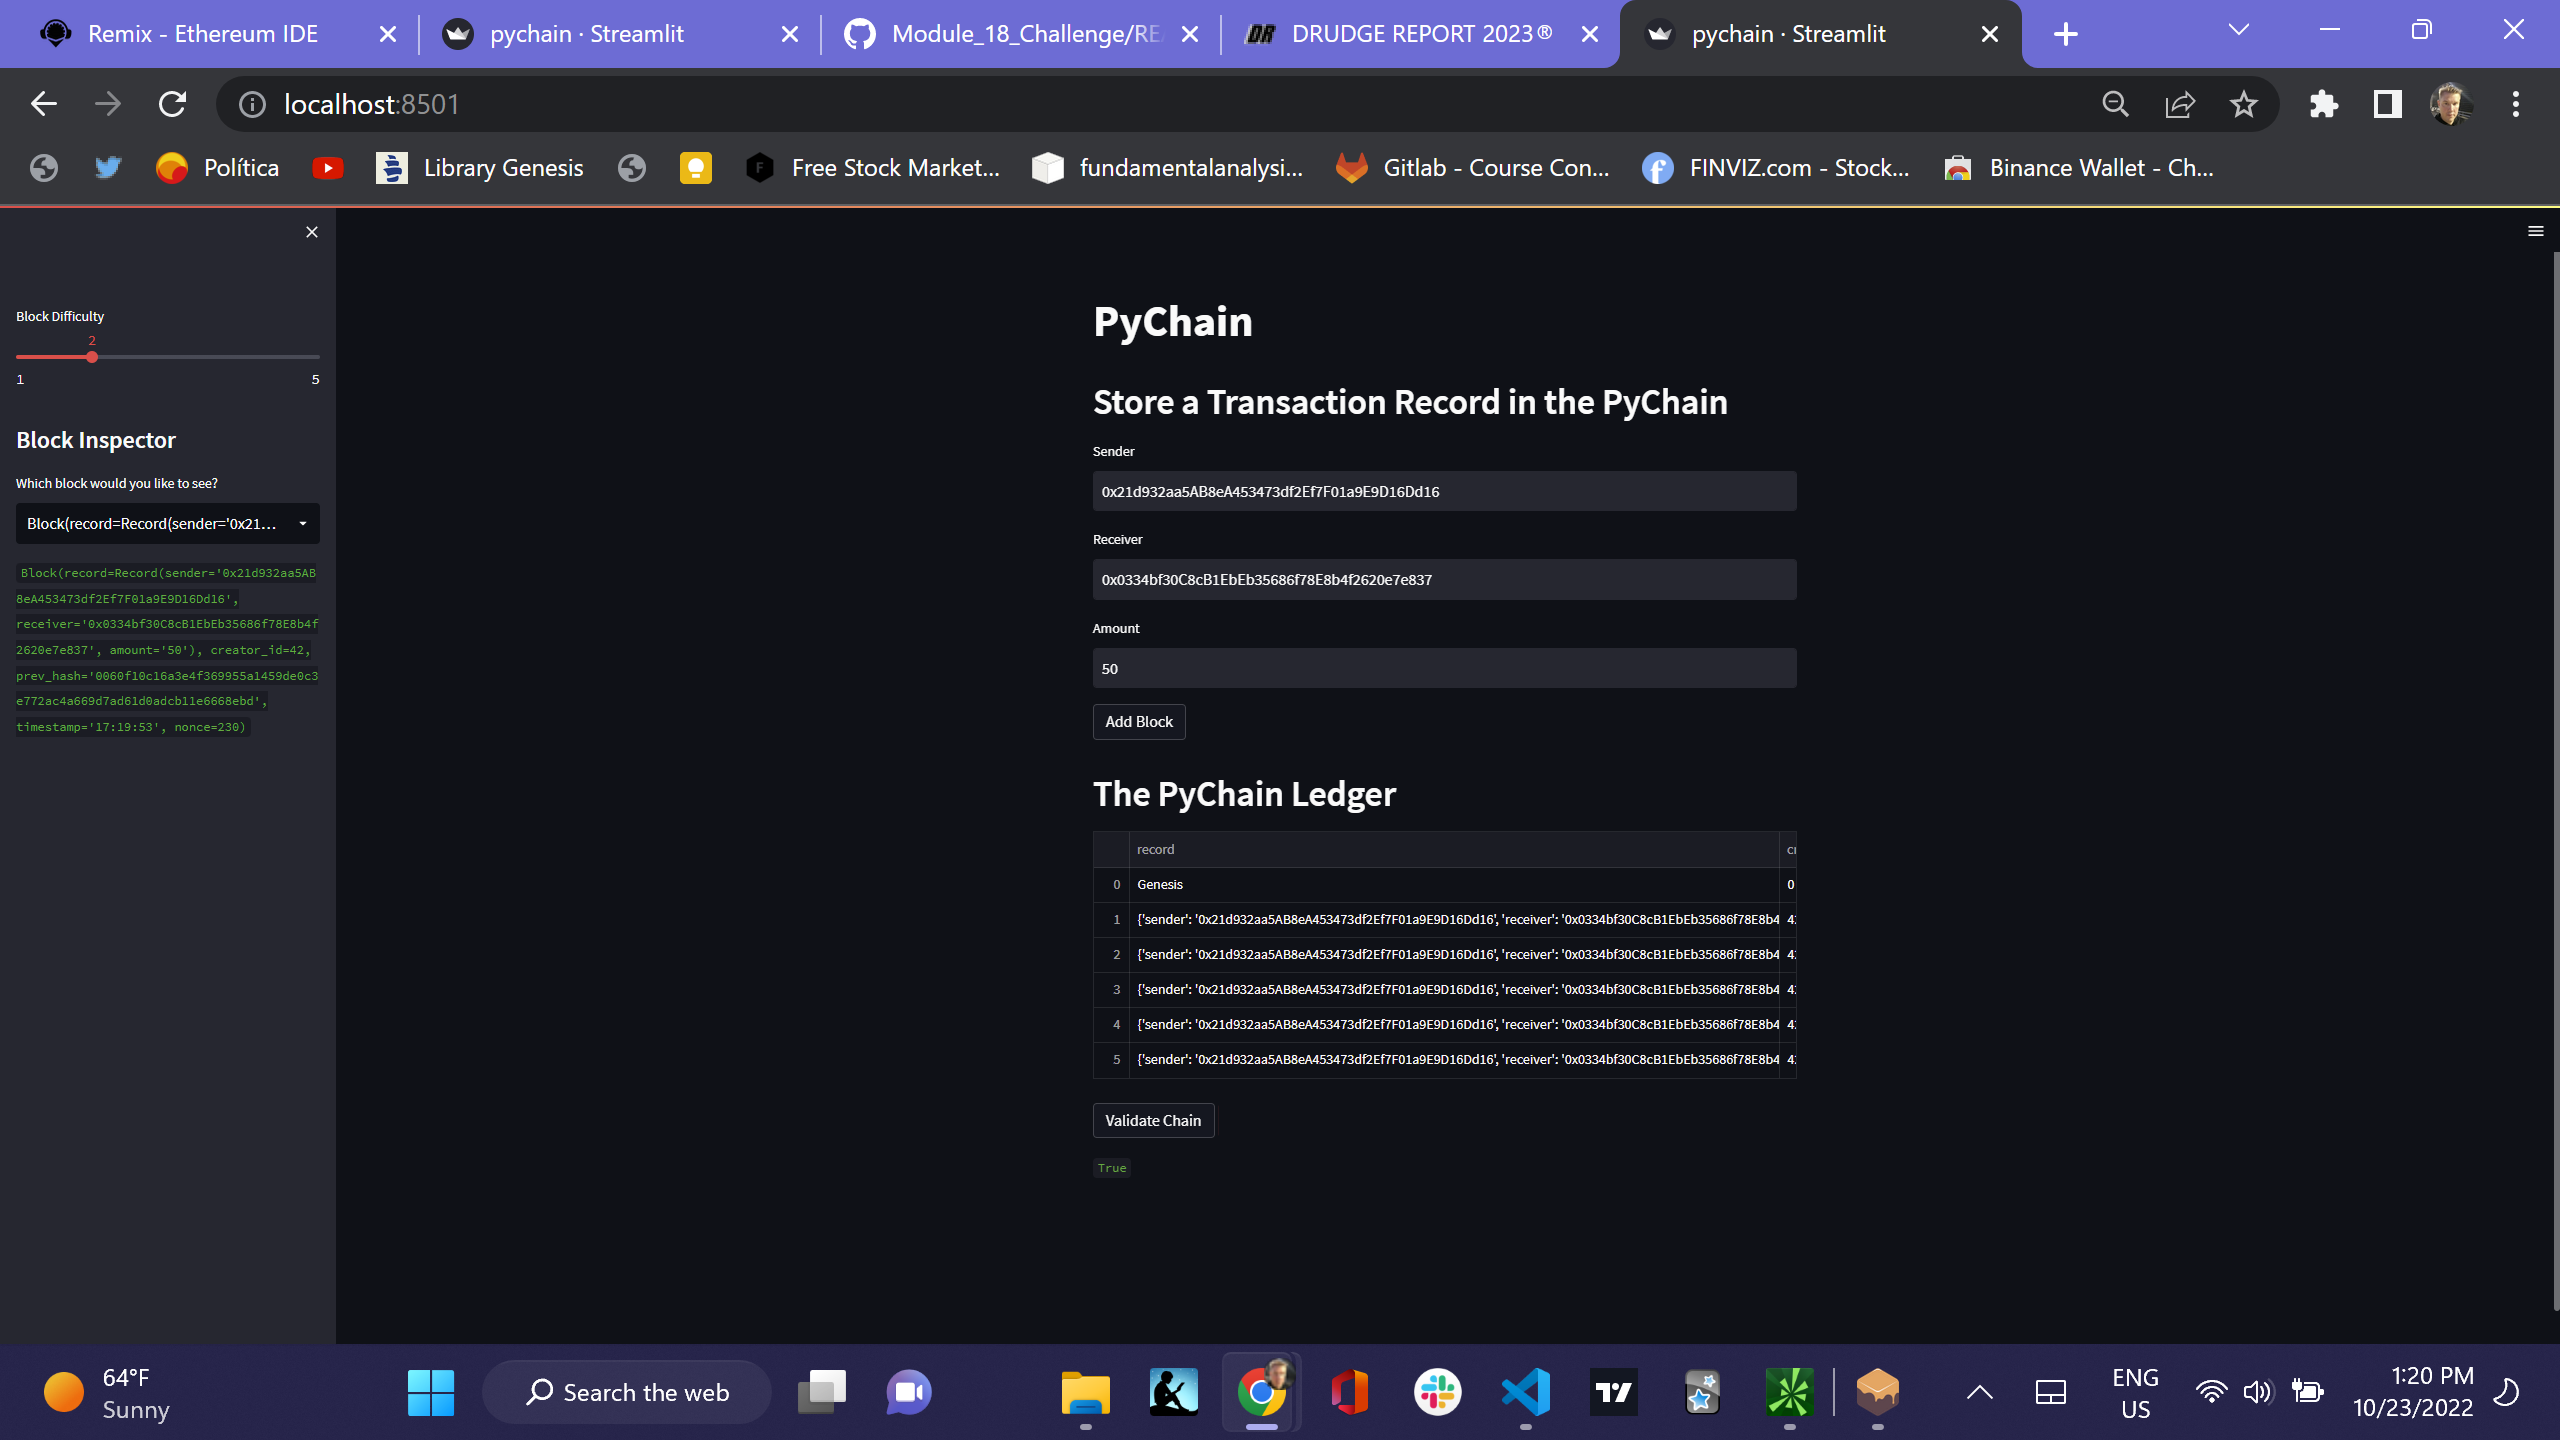 Remix - Ethereum IDE
pychain · Streamlit
Module_18_Challenge/RE
DRUDGE REPORT 2023®
pychain · Streamlit
localhost:8501
Política
Library Genesis
Free Stock Market...
fundamentalanalysi...
Gitlab - Course Con...
FINVIZ.com - Stock...
Binance Wallet - Ch...
Block Difficulty
2
1 5
Block Inspector
Which block would you like to see?
Block(record=Record(sender='0x21...
Block(record=Record(sender='0x21d932aa5AB
8eA453473df2Ef7F01a9E9D16Dd16',
receiver='0x0334bf30C8cB1EbEb35686f78E8b4f
2620e7e837', amount='50'), creator_id=42,
prev_hash='0060f10c16a3e4f369955a1459de0c3
e772ac4a669d7ad61d0adcb11e6668ebd',
timestamp='17:19:53', nonce=230)
PyChain
Store a Transaction Record in the PyChain
Sender
0x21d932aa5AB8eA453473df2Ef7F01a9E9D16Dd16
Receiver
0x0334bf30C8cB1EbEb35686f78E8b4f2620e7e837
Amount
50
Add Block
The PyChain Ledger
record
0 Genesis 0
1 {'sender': '0x21d932aa5AB8eA453473df2Ef7F01a9E9D16Dd16', 'receiver': '0x0334bf30C8cB1EbEb35686f78E8b4 4
2 {'sender': '0x21d932aa5AB8eA453473df2Ef7F01a9E9D16Dd16', 'receiver': '0x0334bf30C8cB1EbEb35686f78E8b4 4
3 {'sender': '0x21d932aa5AB8eA453473df2Ef7F01a9E9D16Dd16', 'receiver': '0x0334bf30C8cB1EbEb35686f78E8b4 4
4 {'sender': '0x21d932aa5AB8eA453473df2Ef7F01a9E9D16Dd16', 'receiver': '0x0334bf30C8cB1EbEb35686f78E8b4 4
5 {'sender': '0x21d932aa5AB8eA453473df2Ef7F01a9E9D16Dd16', 'receiver': '0x0334bf30C8cB1EbEb35686f78E8b4 4
Validate Chain
True
64°F
Sunny
Search the web
ENG
US
1:20 PM
10/23/2022